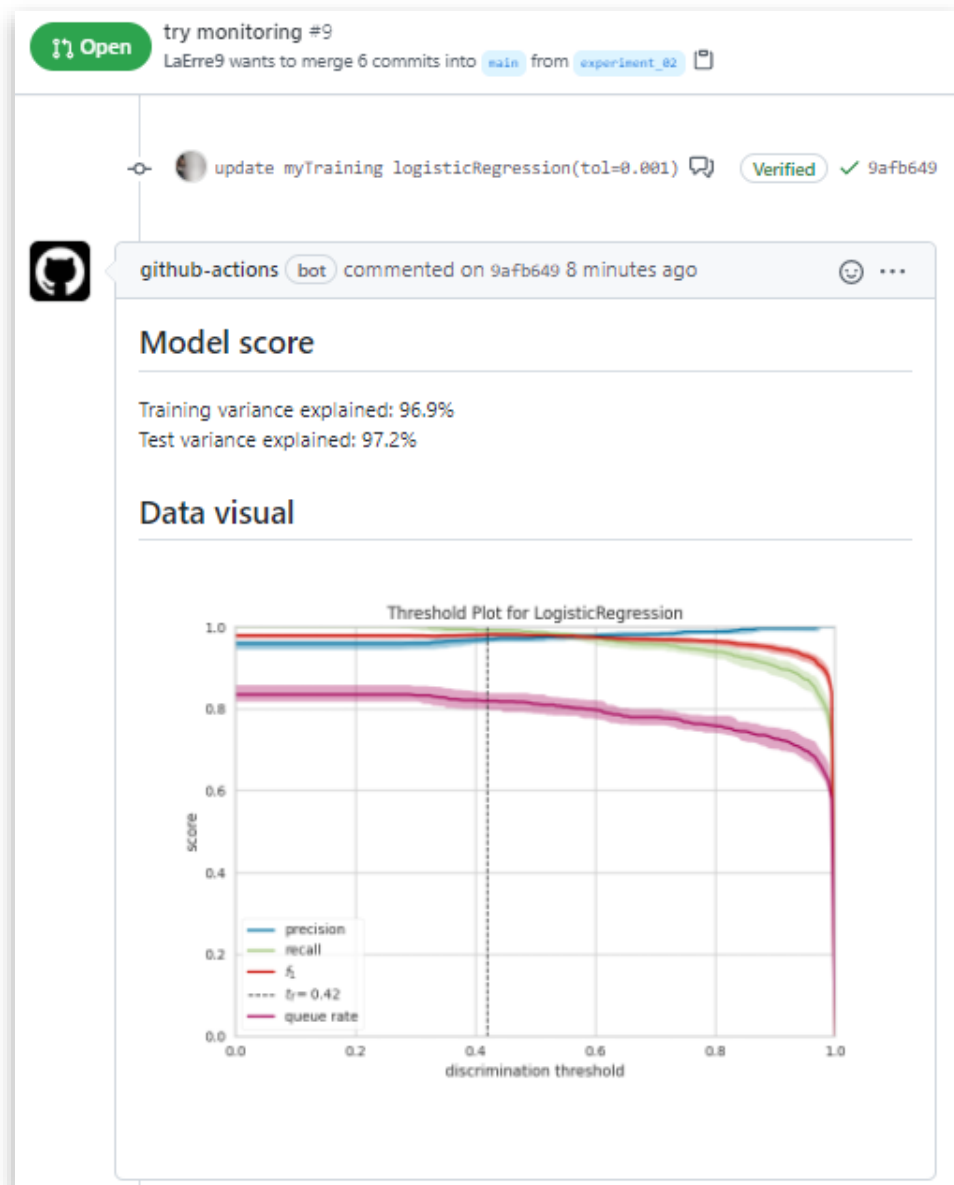 Open
try monitoring #9
LaErre9 wants to merge 6 commits into main from experiment_02
update myTraining logisticRegression(tol=0.001) Verified 9afb649
github-actions bot commented on 9afb649 8 minutes ago
Model score
Training variance explained: 96.9%
Test variance explained: 97.2%
Data visual
Threshold Plot for LogisticRegression
1.0
0.8
0.6
0.4
0.2
0.0
score
precision
recall
f1
tf= 0.42
queue rate
0.0 0.2 0.4 0.6 0.8 1.0
discrimination threshold